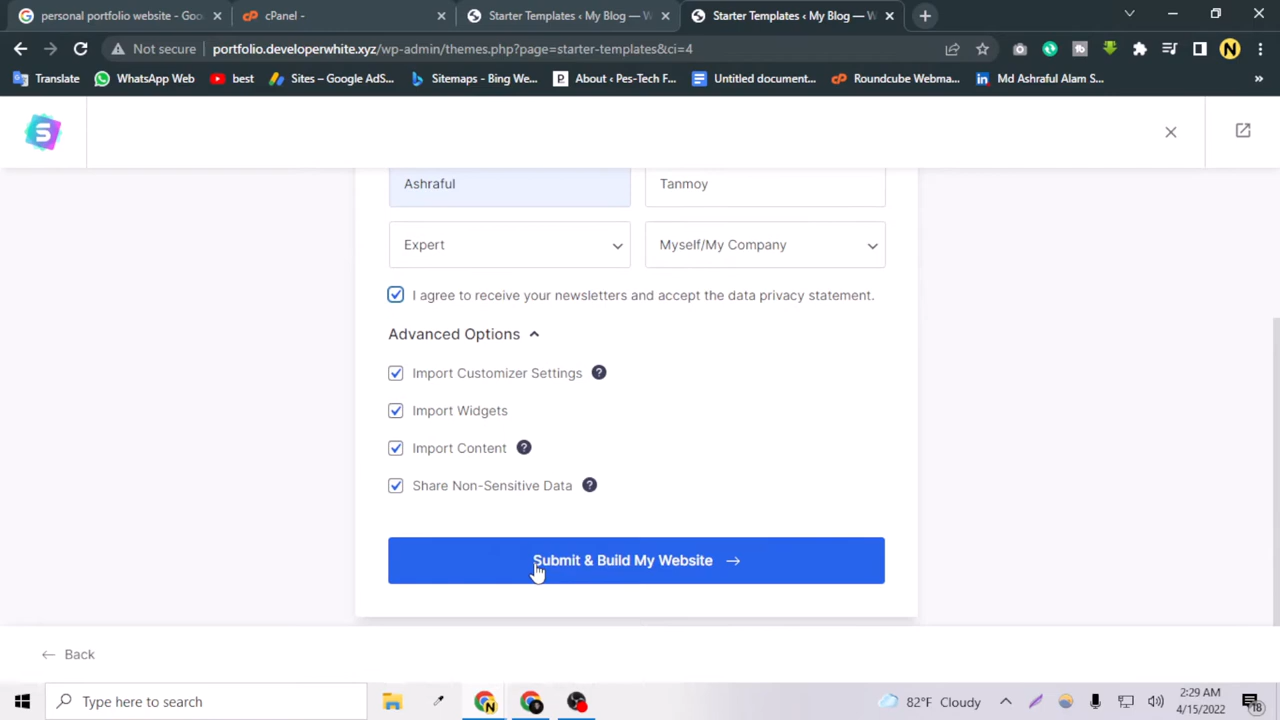 personal portfolio website - Goo
cPanel -
Starter Templates ‹ My Blog — W
Starter Templates ‹ My Blog — W
Not secure
portfolio.developerwhite.xyz/wp-admin/themes.php?page=starter-templates&ci=4
N
Translate
WhatsApp Web
best
Sites – Google AdS...
Sitemaps - Bing We...
About ‹ Pes-Tech F...
Untitled document...
Roundcube Webma...
Md Ashraful Alam S...
»
S
Ashraful
Tanmoy
Expert
Myself/My Company
I agree to receive your newsletters and accept the data privacy statement.
Advanced Options
Import Customizer Settings ?
Import Widgets
Import Content ?
Share Non-Sensitive Data ?
Submit & Build My Website →
← Back
Type here to search
N
82°F Cloudy
2:29 AM
4/15/2022
18